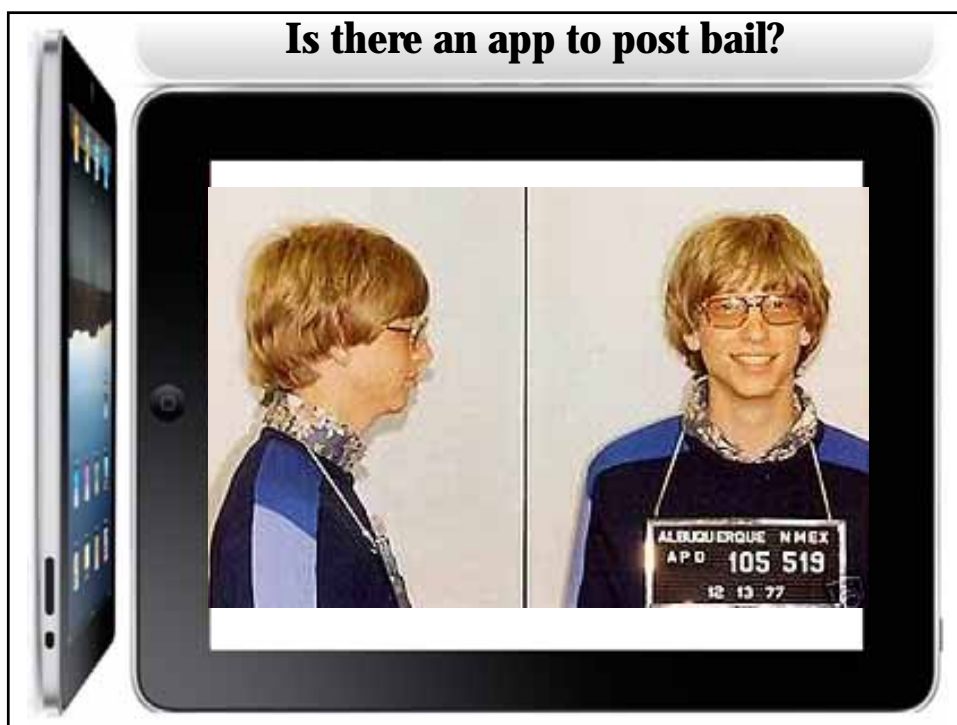 Is there an app to post bail?
ALBUQUERQUE NMEX
APD 105 519
12 13 77